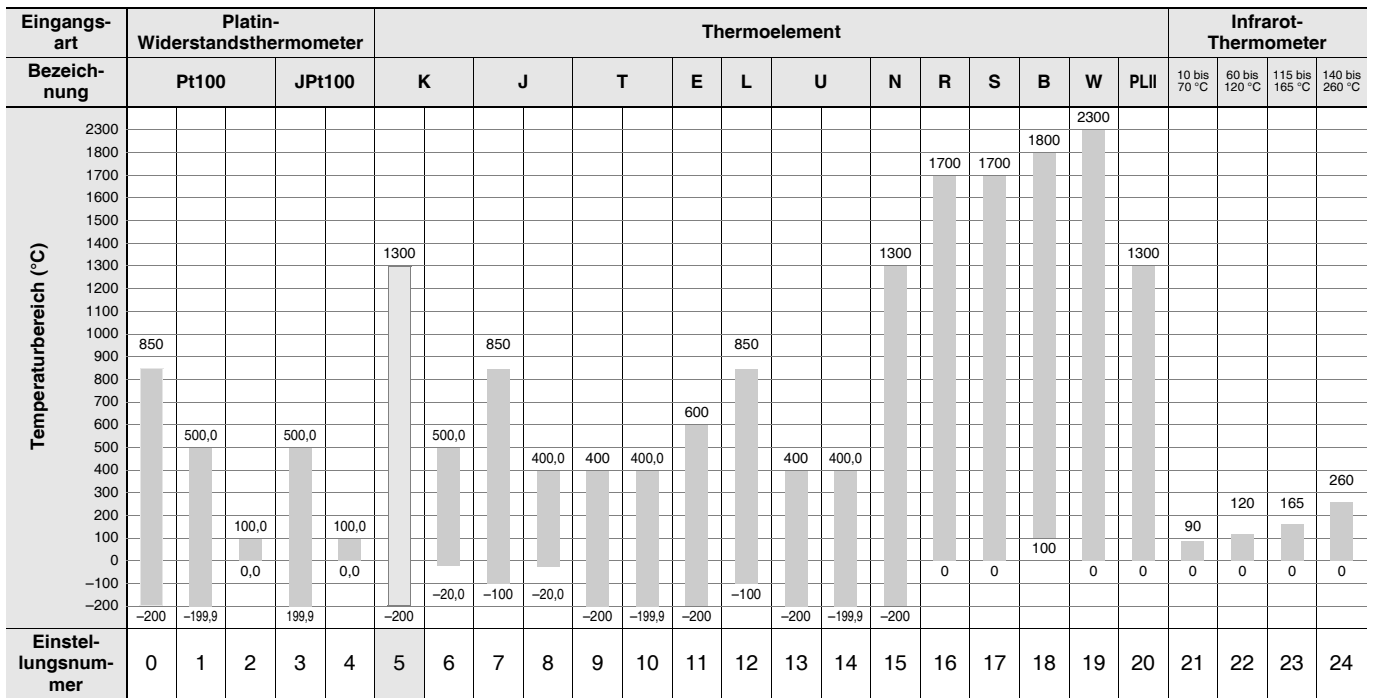 Eingangs-
art
Platin-
Widerstandsthermometer
Thermoelement
Infrarot-
Thermometer
Bezeich-
nung
Pt100
JPt100
K
J
T
E
L
U
N
R
S
B
W
PLII
10 bis
70 °C
60 bis
120 °C
115 bis
165 °C
140 bis
260 °C
Temperaturbereich (°C)
2300
1800
1700
1600
1500
1400
1300
1200
1100
1000
900
800
700
600
500
400
300
200
100
0
–100
–200
850
–200
500,0
–199,9
100,0
0,0
500,0
199,9
100,0
0,0
1300
–200
500,0
–20,0
850
–100
400,0
–20,0
400
–200
400,0
–199,9
600
–200
850
–100
400
–200
400,0
–199,9
1300
–200
1700
0
1700
0
1800
100
2300
0
1300
0
90
0
120
0
165
0
260
0
Einstel-
lungsnum-
mer
0 1 2 3 4 5 6 7 8 9 10 11 12 13 14 15 16 17 18 19 20 21 22 23 24